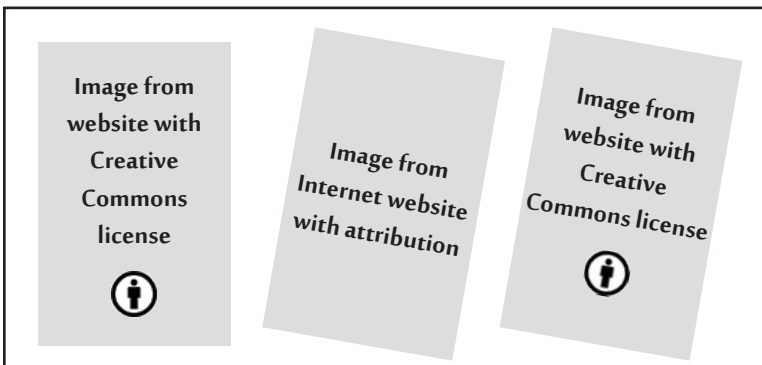 Image from
website with
Creative
Commons
license
Image from
Internet website
with attribution
Image from
website with
Creative
Commons license